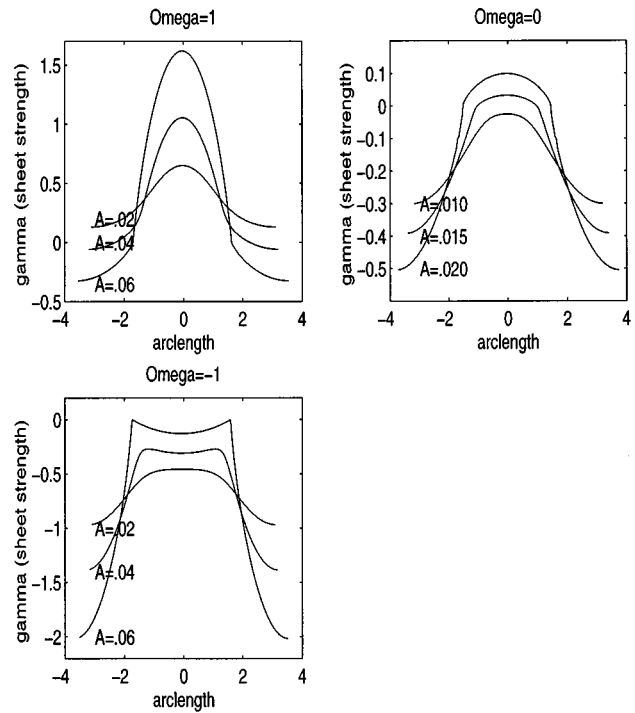 Omega=1
gamma (sheet strength)
1.5
1
0.5
0
−0.5
A=.02
A=.04
A=.06
−4
−2
0
2
4
arclength
Omega=0
gamma (sheet strength)
0.1
0
−0.1
−0.2
−0.3
−0.4
−0.5
A=.010
A=.015
A=.020
−4
−2
0
2
4
arclength
Omega=−1
gamma (sheet strength)
0
−0.5
−1
−1.5
−2
A=.02
A=.04
A=.06
−4
−2
0
2
4
arclength